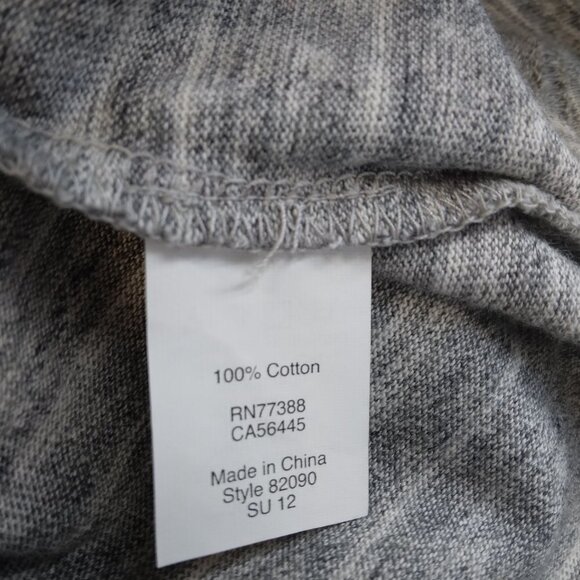 100% Cotton
RN77388
CA56445
Made in China
Style 82090
SU 12